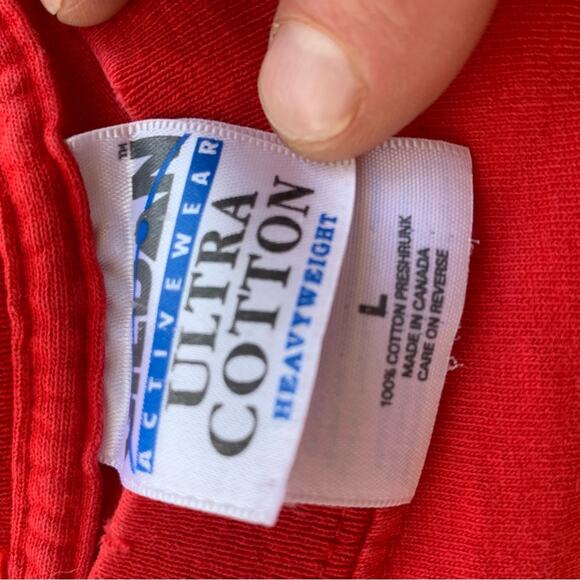 ACTIVEWEAR
ULTRA
COTTON
HEAVYWEIGHT
L
100% COTTON PRESHRUNK
MADE IN CANADA
CARE ON REVERSE